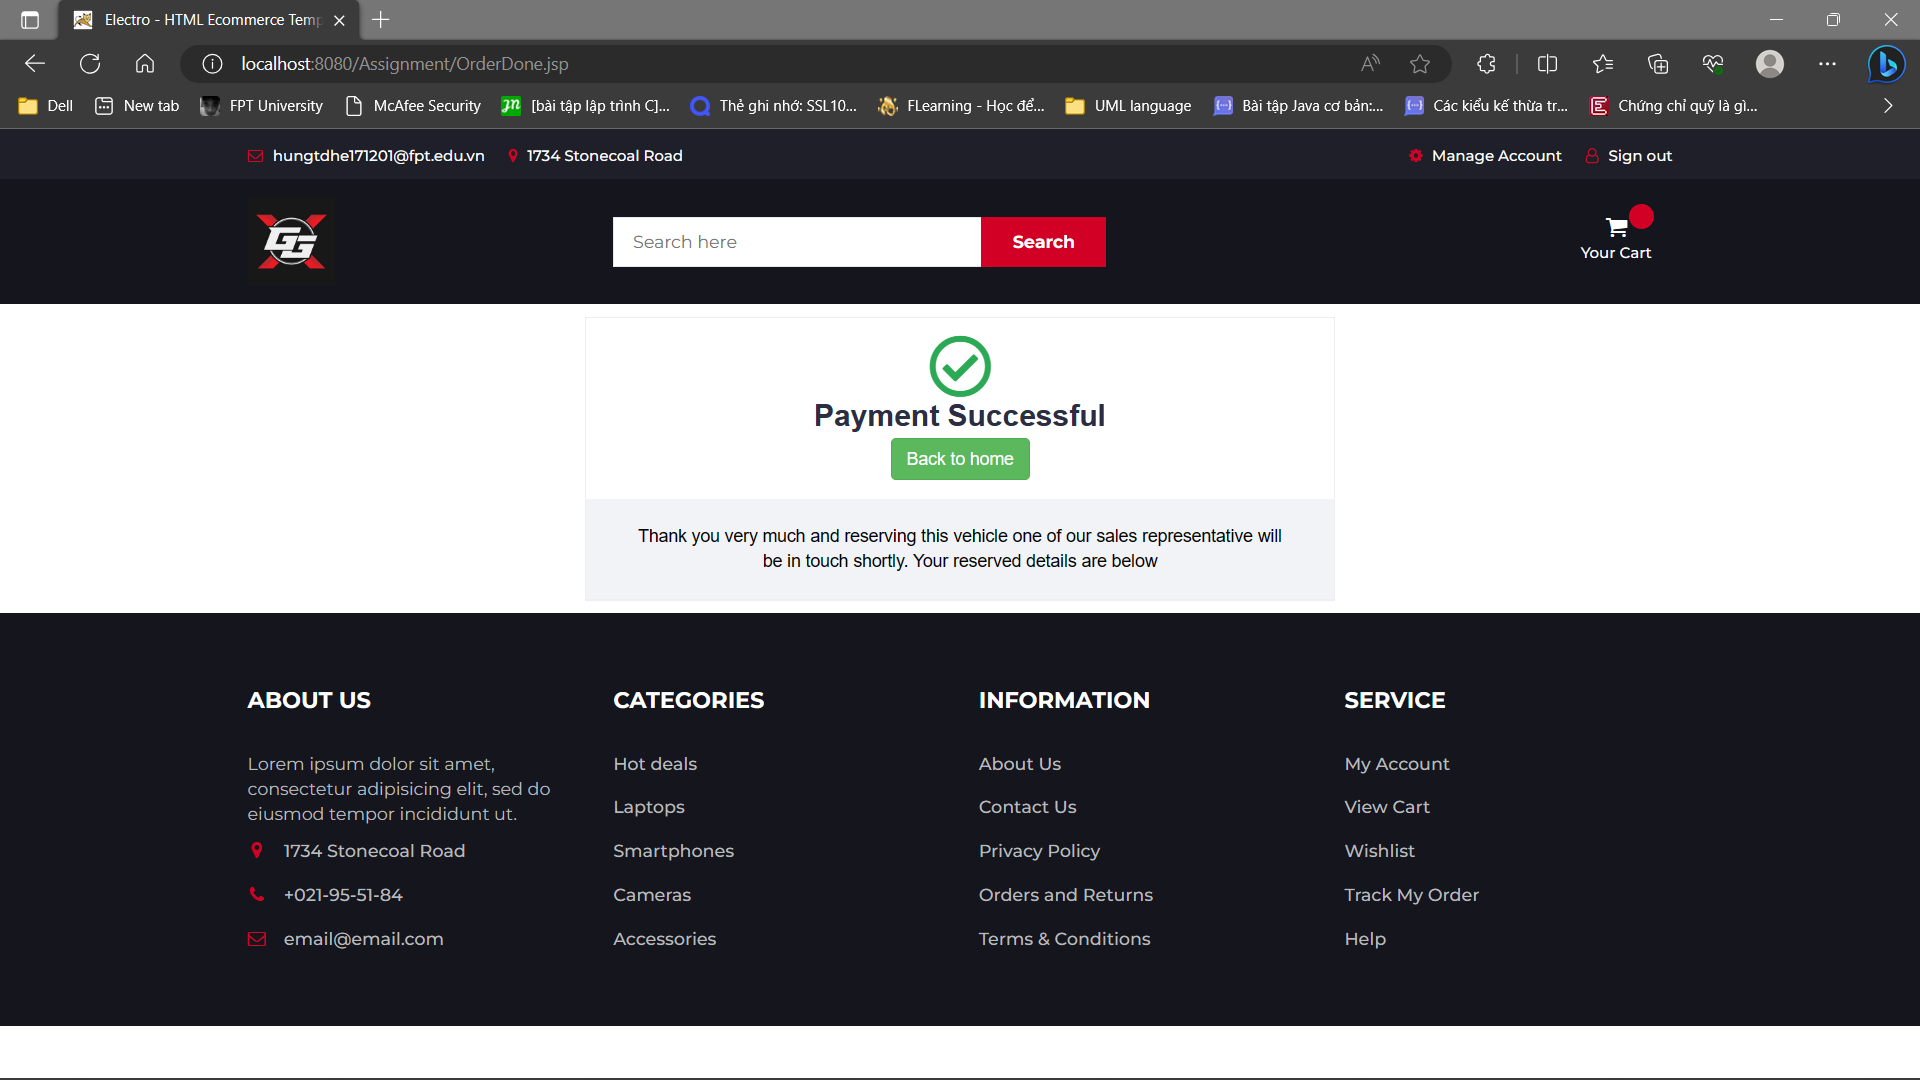 Electro - HTML Ecommerce Temp
localhost:8080/Assignment/OrderDone.jsp
Dell
New tab
FPT University
McAfee Security
[bài tập lập trình C]...
Thẻ ghi nhớ: SSL10...
FLearning - Học dể...
UML language
Bài tập Java cơ bản:...
Các kiểu kế thừa tr...
Chứng chỉ quỹ là gì...
hungtdhe171201@fpt.edu.vn
1734 Stonecoal Road
Manage Account
Sign out
GG
Search here
Search
Your Cart
Payment Successful
Back to home
Thank you very much and reserving this vehicle one of our sales representative will
be in touch shortly. Your reserved details are below
ABOUT US
Lorem ipsum dolor sit amet,
consectetur adipisicing elit, sed do
eiusmod tempor incididunt ut.
1734 Stonecoal Road
+021-95-51-84
email@email.com
CATEGORIES
Hot deals
Laptops
Smartphones
Cameras
Accessories
INFORMATION
About Us
Contact Us
Privacy Policy
Orders and Returns
Terms & Conditions
SERVICE
My Account
View Cart
Wishlist
Track My Order
Help